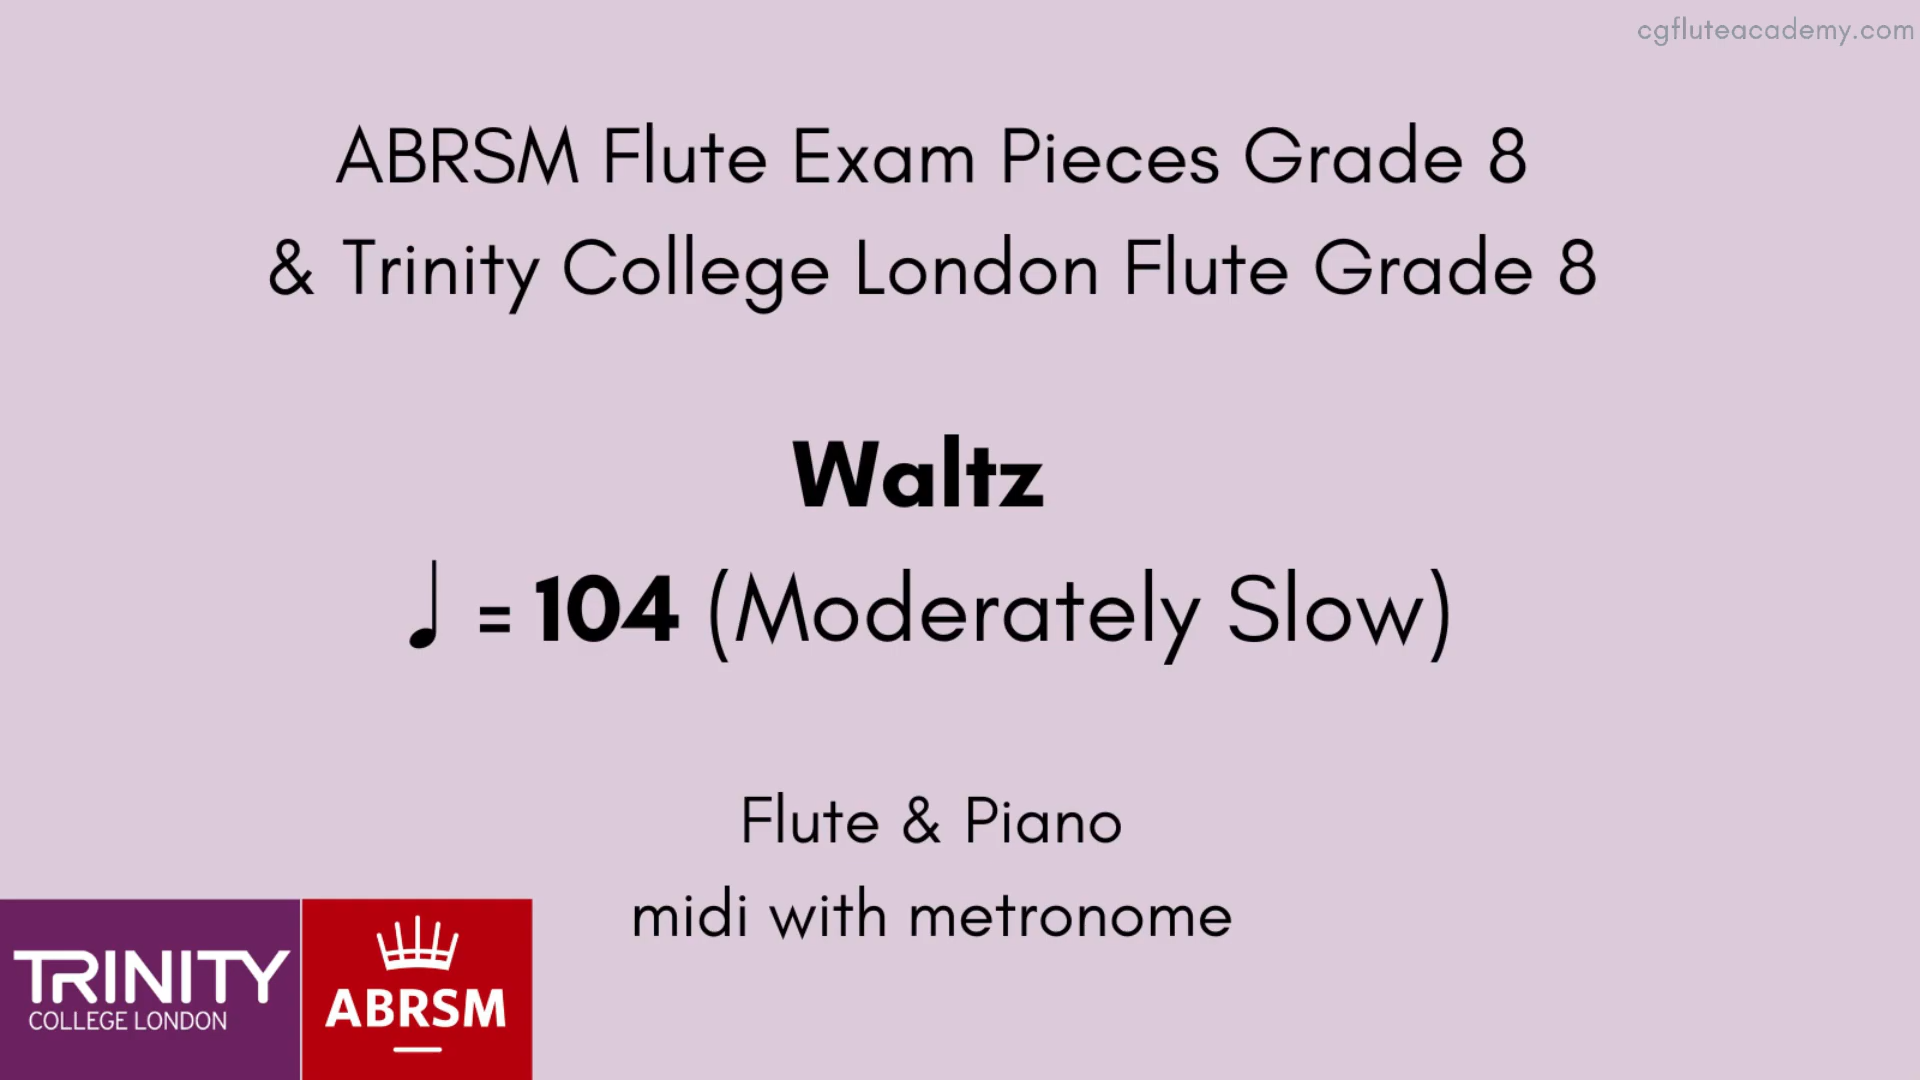 cgfluteacademy.com
ABRSM Flute Exam Pieces Grade 8
& Trinity College London Flute Grade 8
Waltz
♩ = 104 (Moderately Slow)
Flute & Piano
midi with metronome
TRINITY
COLLEGE LONDON
ABRSM